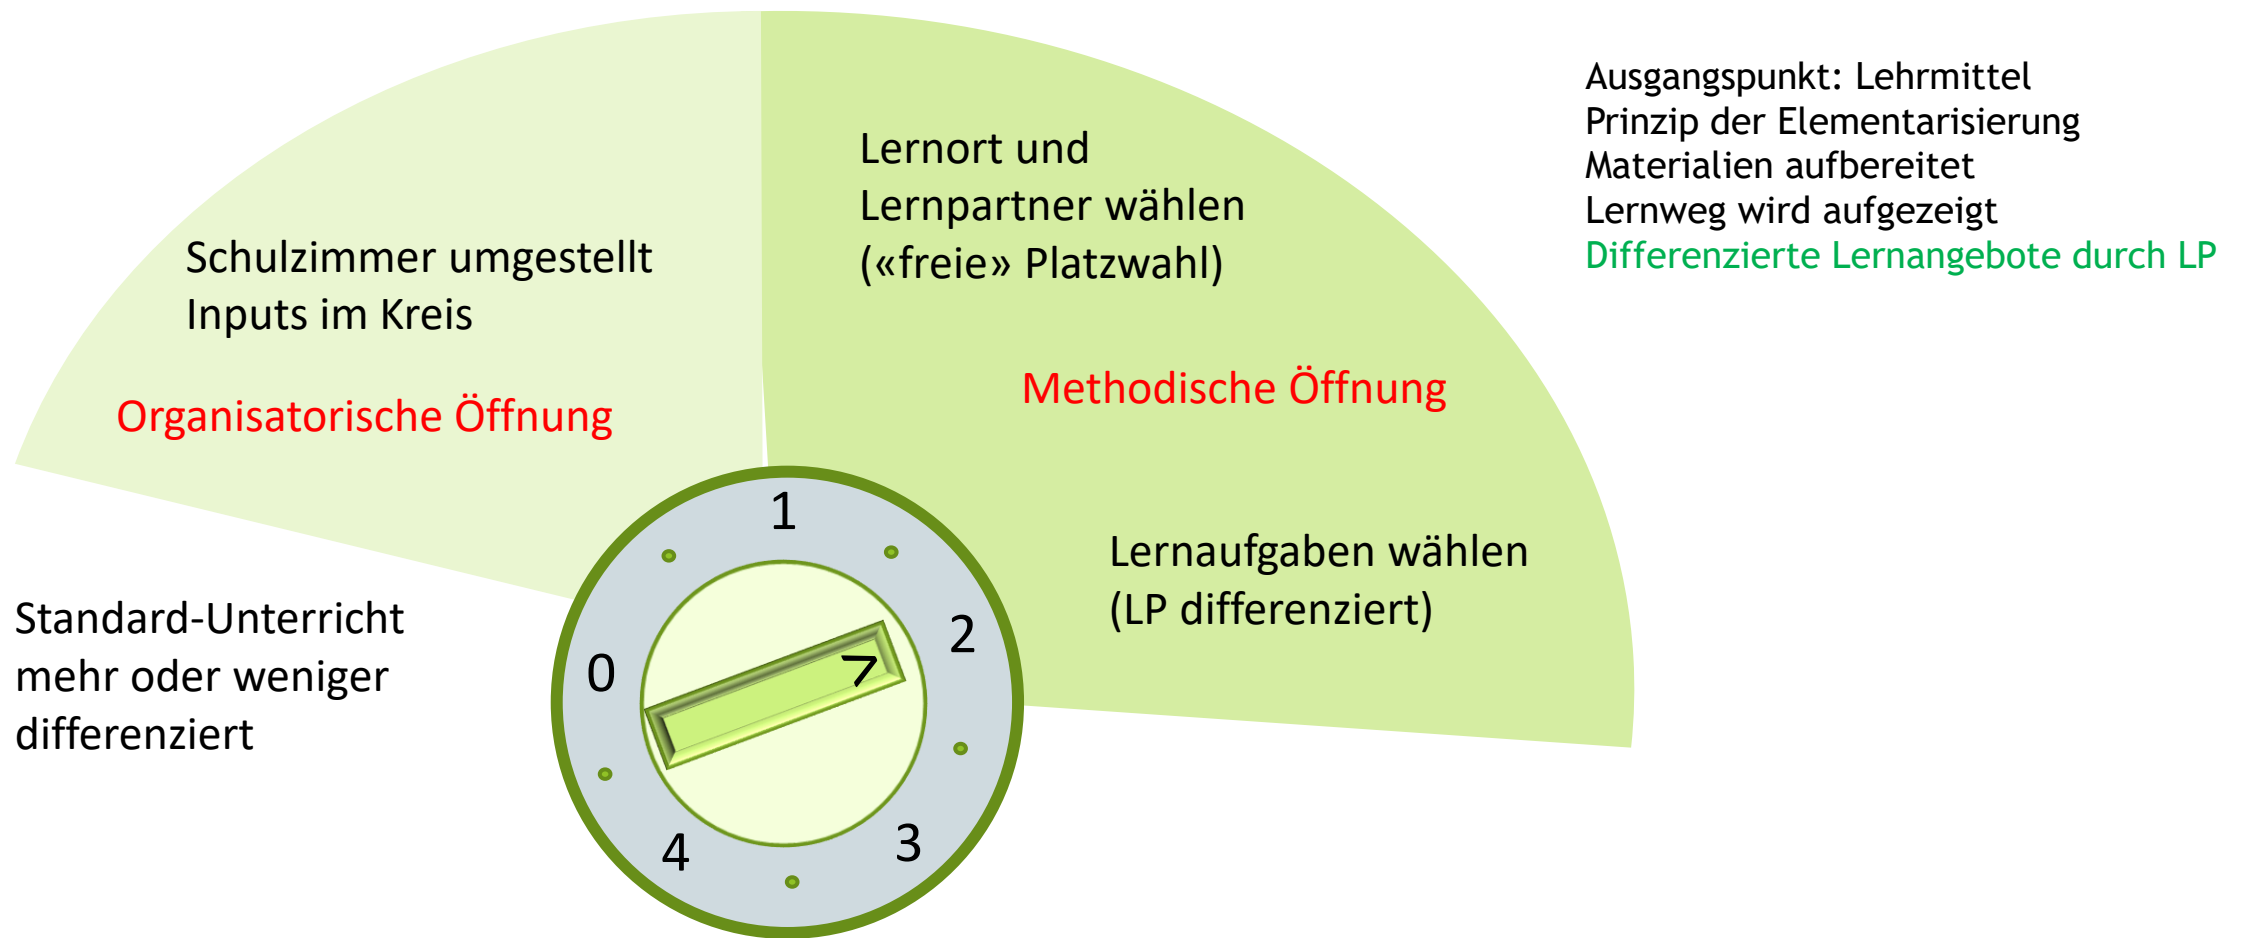 Ausgangspunkt: Lehrmittel
Prinzip der Elementarisierung
Materialien aufbereitet
Lernweg wird aufgezeigt
Differenzierte Lernangebote durch LP
Lernort und
Lernpartner wählen
(«freie» Platzwahl)
Schulzimmer umgestellt
Inputs im Kreis
Methodische Öffnung
Organisatorische Öffnung
Lernaufgaben wählen
(LP differenziert)
Standard-Unterricht
mehr oder weniger
differenziert
0
1
2
3
4